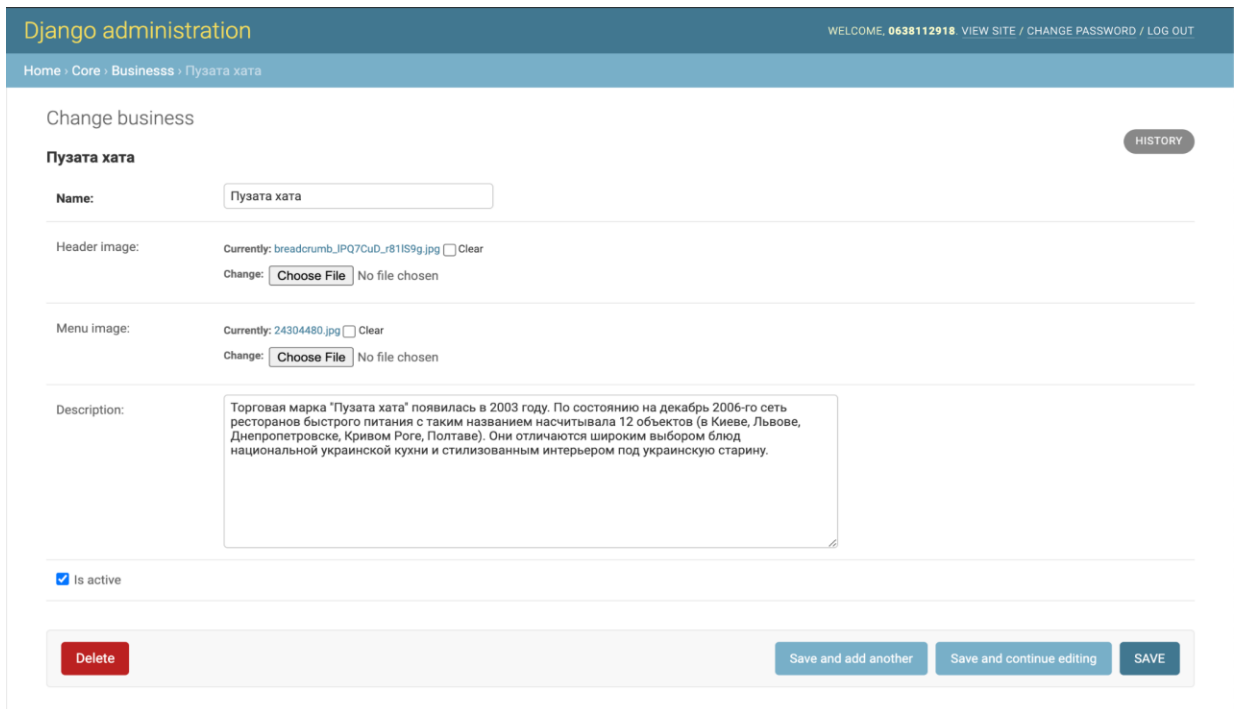 Django administration
WELCOME, 0638112918. VIEW SITE / CHANGE PASSWORD / LOG OUT
Home › Core › Businesss › Пузата хата
Change business
HISTORY
Пузата хата
Name:
Пузата хата
Header image:
Currently: breadcrumb_lPQ7CuD_r81lS9g.jpg Clear
Change: Choose File No file chosen
Menu image:
Currently: 24304480.jpg Clear
Change: Choose File No file chosen
Description:
Торговая марка "Пузата хата" появилась в 2003 году. По состоянию на декабрь 2006-го сеть
ресторанов быстрого питания с таким названием насчитывала 12 объектов (в Киеве, Львове,
Днепропетровске, Кривом Роге, Полтаве). Они отличаются широким выбором блюд
национальной украинской кухни и стилизованным интерьером под украинскую старину.
Is active
Delete
Save and add another
Save and continue editing
SAVE